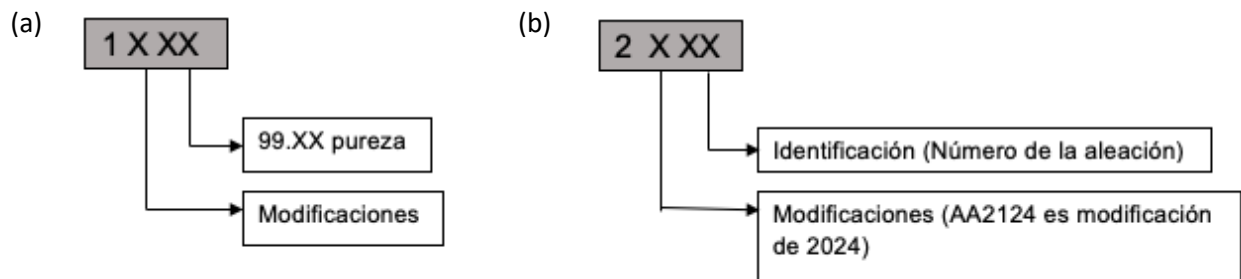 (a)
1 X XX
99.XX pureza
Modificaciones
(b)
2 X XX
Identificación (Número de la aleación)
Modificaciones (AA2124 es modificación
de 2024)